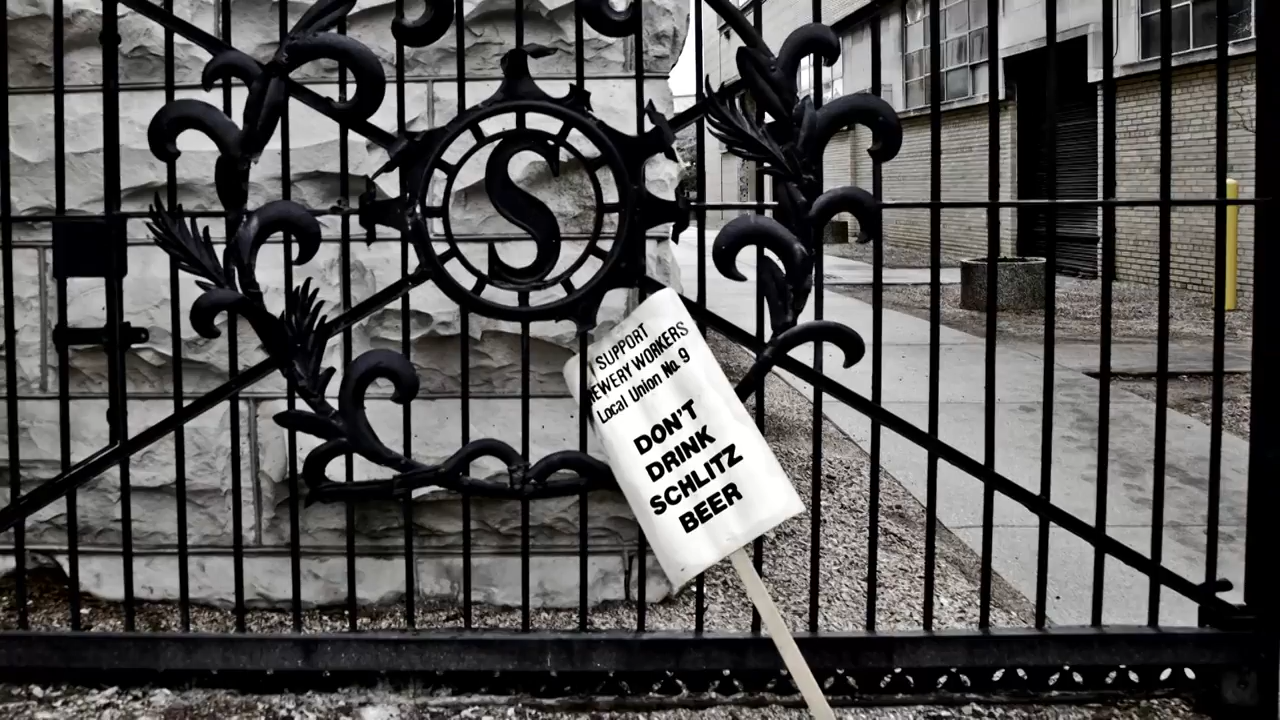 S
I SUPPORT
REWERY WORKERS
Local Union No. 9
DON'T
DRINK
SCHLITZ
BEER